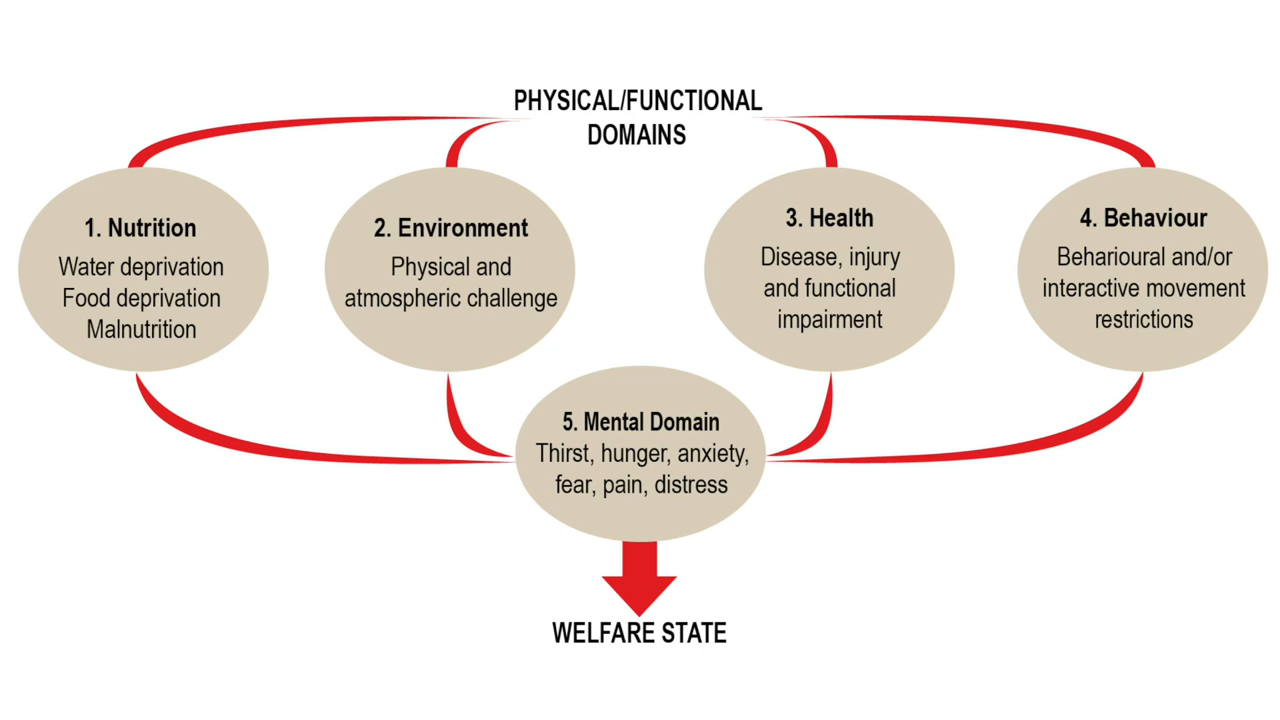 PHYSICAL/FUNCTIONAL
DOMAINS
1. Nutrition
Water deprivation
Food deprivation
Malnutrition
2. Environment
Physical and
atmospheric challenge
3. Health
Disease, injury
and functional
impairment
4. Behaviour
Beharioural and/or
interactive movement
restrictions
5. Mental Domain
Thirst, hunger, anxiety,
fear, pain, distress
WELFARE STATE